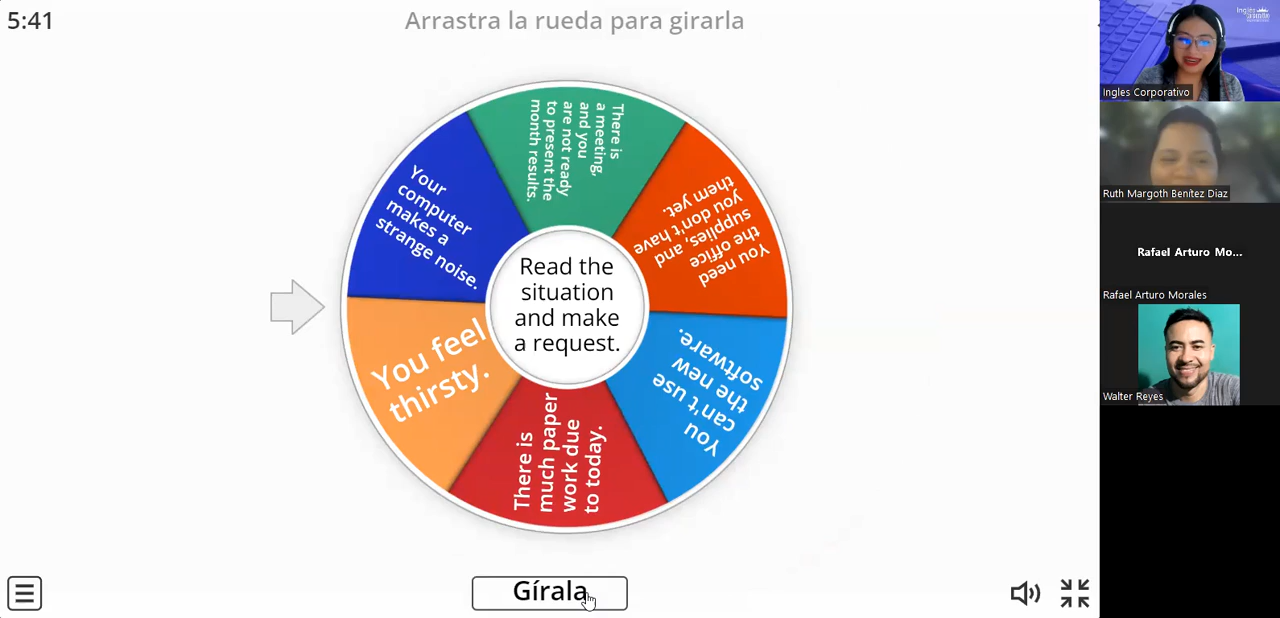 5:41
Arrastra la rueda para girarla
There is
a meeting,
and you
are not ready
to present the
month results.
You need
the office
supplies, and
you don't have
them yet.
You
can't use
the new
software.
There is
much paper
work due
to today.
You feel
thirsty.
Your
computer
makes a
strange noise.
Read the
situation
and make
a request.
Gírala
Ingles Corporativo
Ruth Margoth Benítez Diaz
Rafael Arturo Mo...
Rafael Arturo Morales
Walter Reyes